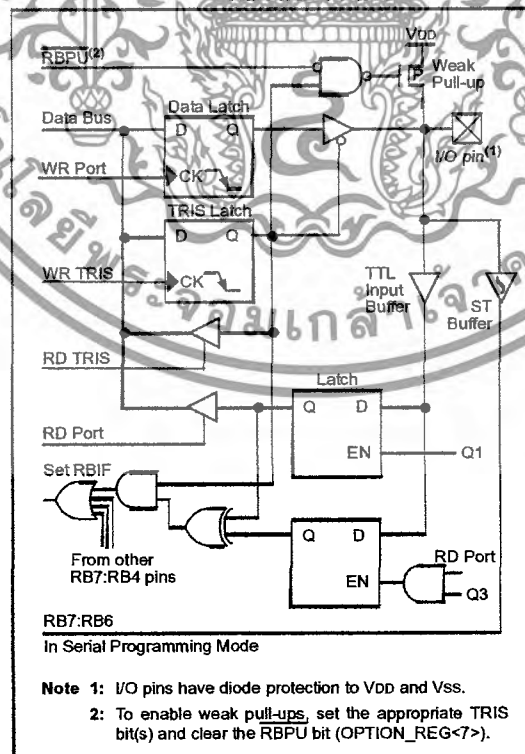 VDD
RBPU(2)
Weak
Pull-up
Data Bus
Data Latch
D Q
I/O pin(1)
WR Port
CK
TRIS Latch
D Q
WR TRIS
CK
TTL
Input
Buffer
ST
Buffer
RD TRIS
Latch
Q D
RD Port
EN
Q1
Set RBIF
Q D
RD Port
EN
Q3
From other
RB7:RB4 pins
RB7:RB6
In Serial Programming Mode
Note 1: I/O pins have diode protection to VDD and VSS.
2: To enable weak pull-ups, set the appropriate TRIS
bit(s) and clear the RBPU bit (OPTION_REG<7>).